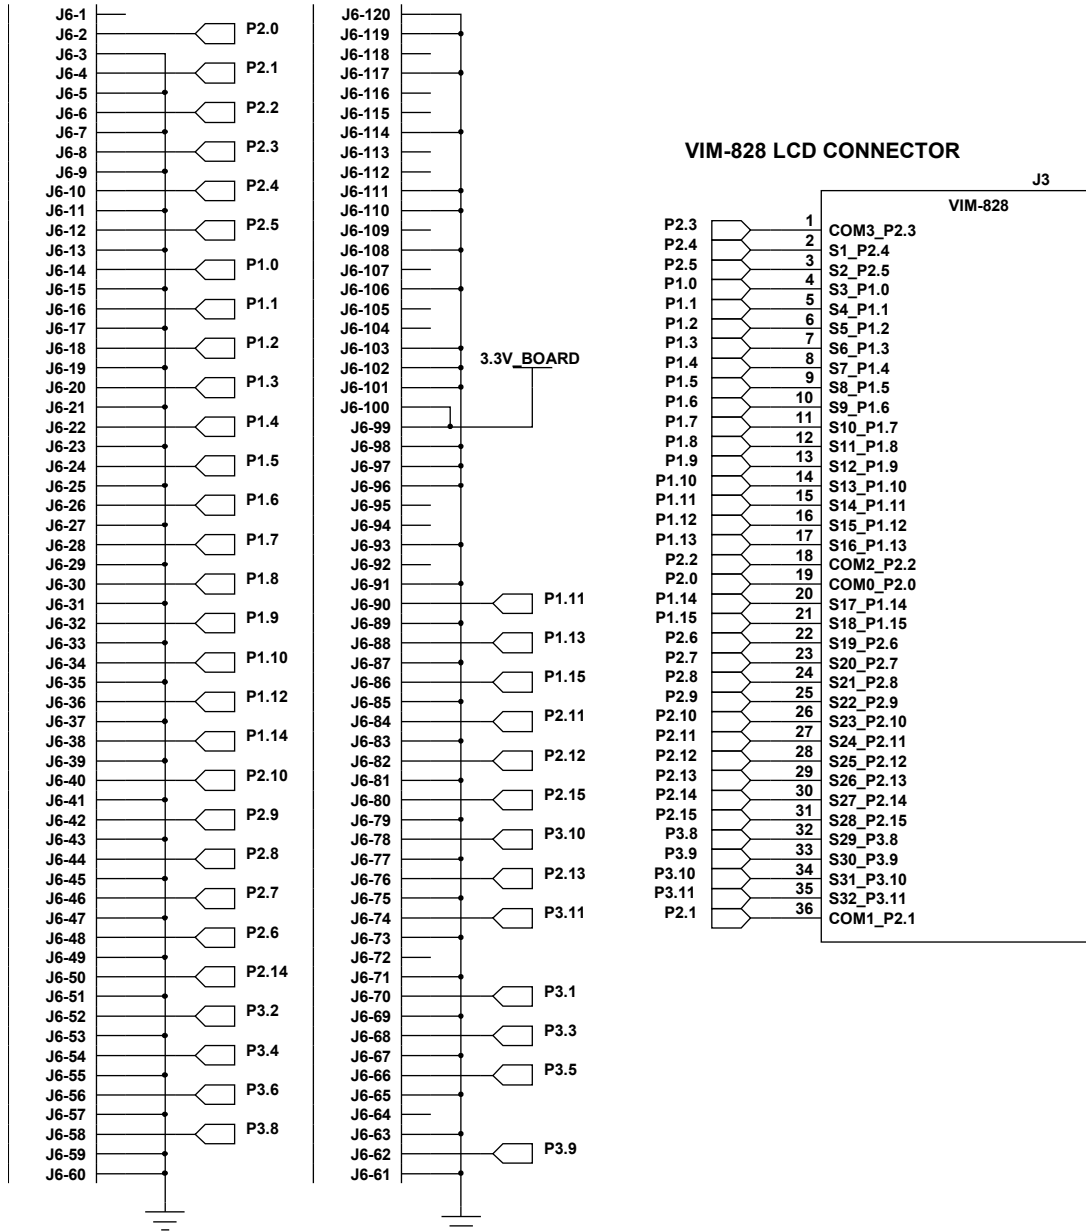 J6-1
J6-2 P2.0
J6-3
J6-4 P2.1
J6-5
J6-6 P2.2
J6-7
J6-8 P2.3
J6-9
J6-10 P2.4
J6-11
J6-12 P2.5
J6-13
J6-14 P1.0
J6-15
J6-16 P1.1
J6-17
J6-18 P1.2
J6-19
J6-20 P1.3
J6-21
J6-22 P1.4
J6-23
J6-24 P1.5
J6-25
J6-26 P1.6
J6-27
J6-28 P1.7
J6-29
J6-30 P1.8
J6-31
J6-32 P1.9
J6-33
J6-34 P1.10
J6-35
J6-36 P1.12
J6-37
J6-38 P1.14
J6-39
J6-40 P2.10
J6-41
J6-42 P2.9
J6-43
J6-44 P2.8
J6-45
J6-46 P2.7
J6-47
J6-48 P2.6
J6-49
J6-50 P2.14
J6-51
J6-52 P3.2
J6-53
J6-54 P3.4
J6-55
J6-56 P3.6
J6-57
J6-58 P3.8
J6-59
J6-60
J6-120
J6-119
J6-118
J6-117
J6-116
J6-115
J6-114
J6-113
J6-112
J6-111
J6-110
J6-109
J6-108
J6-107
J6-106
J6-105
J6-104
J6-103
3.3V_BOARD
J6-102
J6-101
J6-100
J6-99
J6-98
J6-97
J6-96
J6-95
J6-94
J6-93
J6-92
J6-91
J6-90 P1.11
J6-89
J6-88 P1.13
J6-87
J6-86 P1.15
J6-85
J6-84 P2.11
J6-83
J6-82 P2.12
J6-81
J6-80 P2.15
J6-79
J6-78 P3.10
J6-77
J6-76 P2.13
J6-75
J6-74 P3.11
J6-73
J6-72
J6-71
J6-70 P3.1
J6-69
J6-68 P3.3
J6-67
J6-66 P3.5
J6-65
J6-64
J6-63
J6-62 P3.9
J6-61
VIM-828 LCD CONNECTOR
J3
VIM-828
P2.3 1 COM3_P2.3
P2.4 2 S1_P2.4
P2.5 3 S2_P2.5
P1.0 4 S3_P1.0
P1.1 5 S4_P1.1
P1.2 6 S5_P1.2
P1.3 7 S6_P1.3
P1.4 8 S7_P1.4
P1.5 9 S8_P1.5
P1.6 10 S9_P1.6
P1.7 11 S10_P1.7
P1.8 12 S11_P1.8
P1.9 13 S12_P1.9
P1.10 14 S13_P1.10
P1.11 15 S14_P1.11
P1.12 16 S15_P1.12
P1.13 17 S16_P1.13
P2.2 18 COM2_P2.2
P2.0 19 COM0_P2.0
P1.14 20 S17_P1.14
P1.15 21 S18_P1.15
P2.6 22 S19_P2.6
P2.7 23 S20_P2.7
P2.8 24 S21_P2.8
P2.9 25 S22_P2.9
P2.10 26 S23_P2.10
P2.11 27 S24_P2.11
P2.12 28 S25_P2.12
P2.13 29 S26_P2.13
P2.14 30 S27_P2.14
P2.15 31 S28_P2.15
P3.8 32 S29_P3.8
P3.9 33 S30_P3.9
P3.10 34 S31_P3.10
P3.11 35 S32_P3.11
P2.1 36 COM1_P2.1